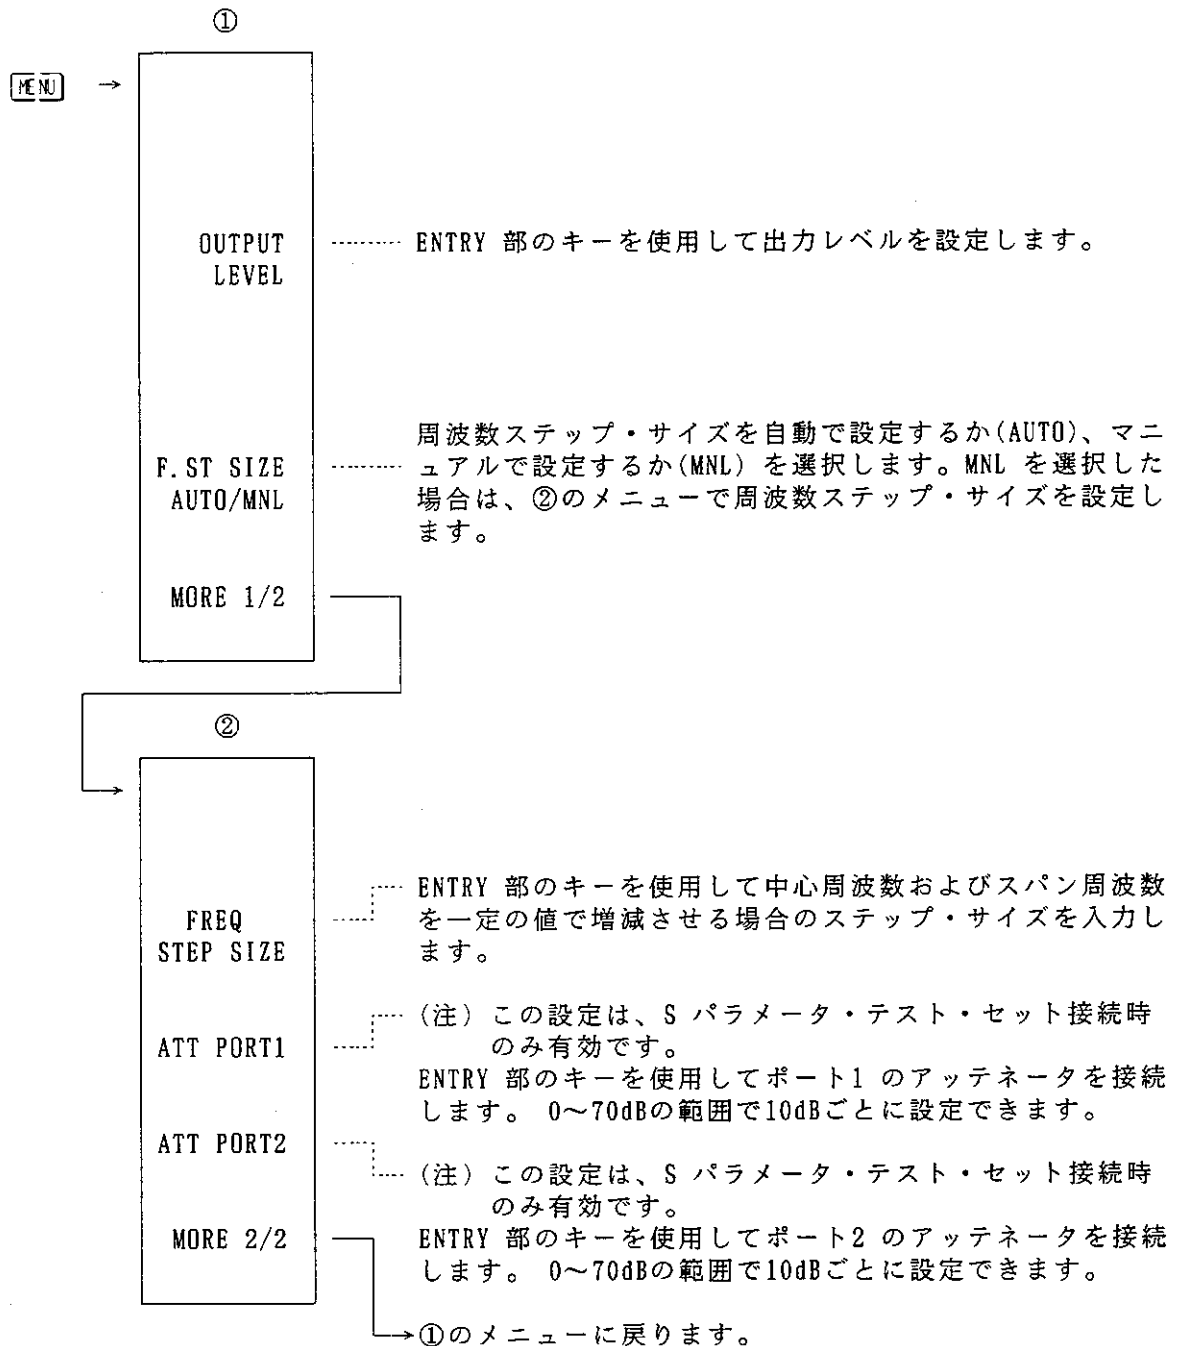 ①
MENU →
OUTPUT ……… ENTRY 部のキーを使用して出力レベルを設定します。
LEVEL
周波数ステップ・サイズを自動で設定するか(AUTO)、マニ
F.ST SIZE ……… ュアルで設定するか(MNL) を選択します。MNL を選択した
AUTO/MNL 場合は、②のメニューで周波数ステップ・サイズを設定し
ます。
MORE 1/2
②
→
ENTRY 部のキーを使用して中心周波数およびスパン周波数
FREQ を一定の値で増減させる場合のステップ・サイズを入力し
STEP SIZE ます。
(注) この設定は、S パラメータ・テスト・セット接続時
ATT PORT1 のみ有効です。
ENTRY 部のキーを使用してポート1 のアッテネータを接続
します。 0～70dBの範囲で10dBごとに設定できます。
ATT PORT2
(注) この設定は、S パラメータ・テスト・セット接続時
のみ有効です。
MORE 2/2 ENTRY 部のキーを使用してポート2 のアッテネータを接続
します。 0～70dBの範囲で10dBごとに設定できます。
→①のメニューに戻ります。